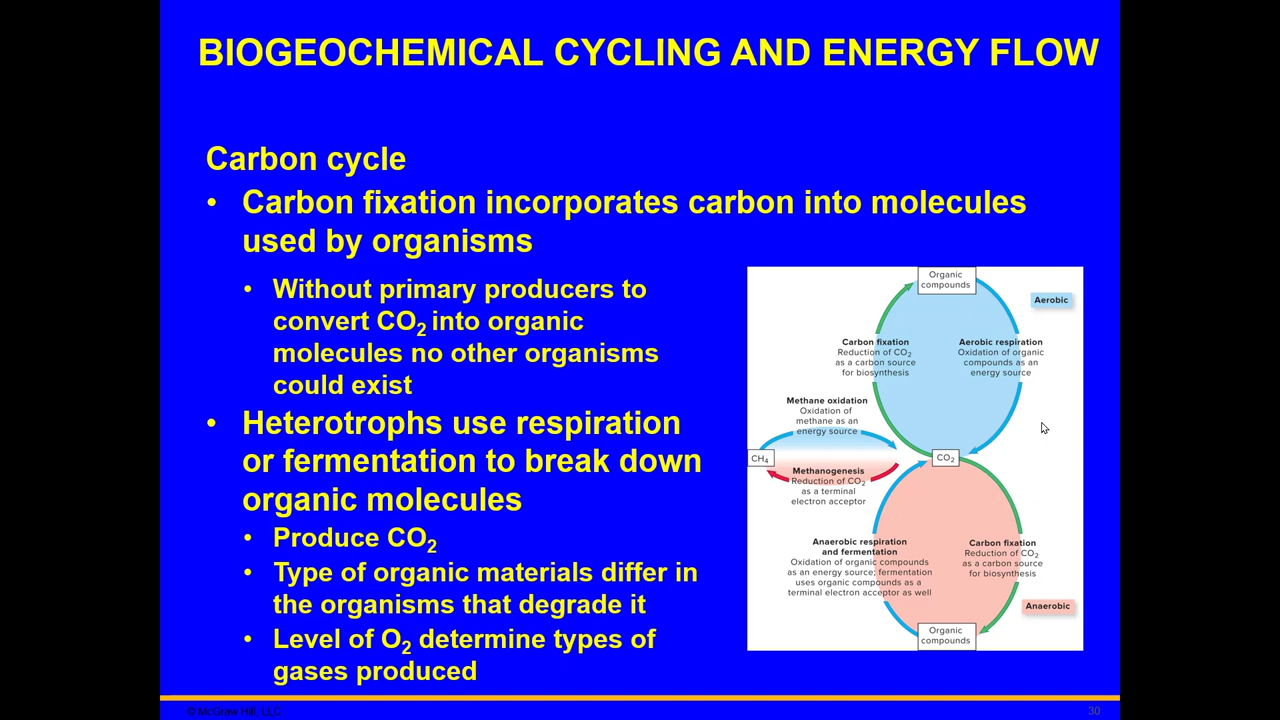 BIOGEOCHEMICAL CYCLING AND ENERGY FLOW
Carbon cycle
• Carbon fixation incorporates carbon into molecules
used by organisms
• Without primary producers to
convert CO2 into organic
molecules no other organisms
could exist
• Heterotrophs use respiration
or fermentation to break down
organic molecules
• Produce CO2
• Type of organic materials differ in
the organisms that degrade it
• Level of O2 determine types of
gases produced
Organic
compounds
Aerobic
Carbon fixation
Reduction of CO2
as a carbon source
for biosynthesis
Aerobic respiration
Oxidation of organic
compounds as an
energy source
Methane oxidation
Oxidation of
methane as an
energy source
CH4
CO2
Methanogenesis
Reduction of CO2
as a terminal
electron acceptor
Anaerobic respiration
and fermentation
Oxidation of organic compounds
as an energy source; fermentation
uses organic compounds as a
terminal electron acceptor as well
Carbon fixation
Reduction of CO2
as a carbon source
for biosynthesis
Anaerobic
Organic
compounds
© McGraw Hill, LLC
30